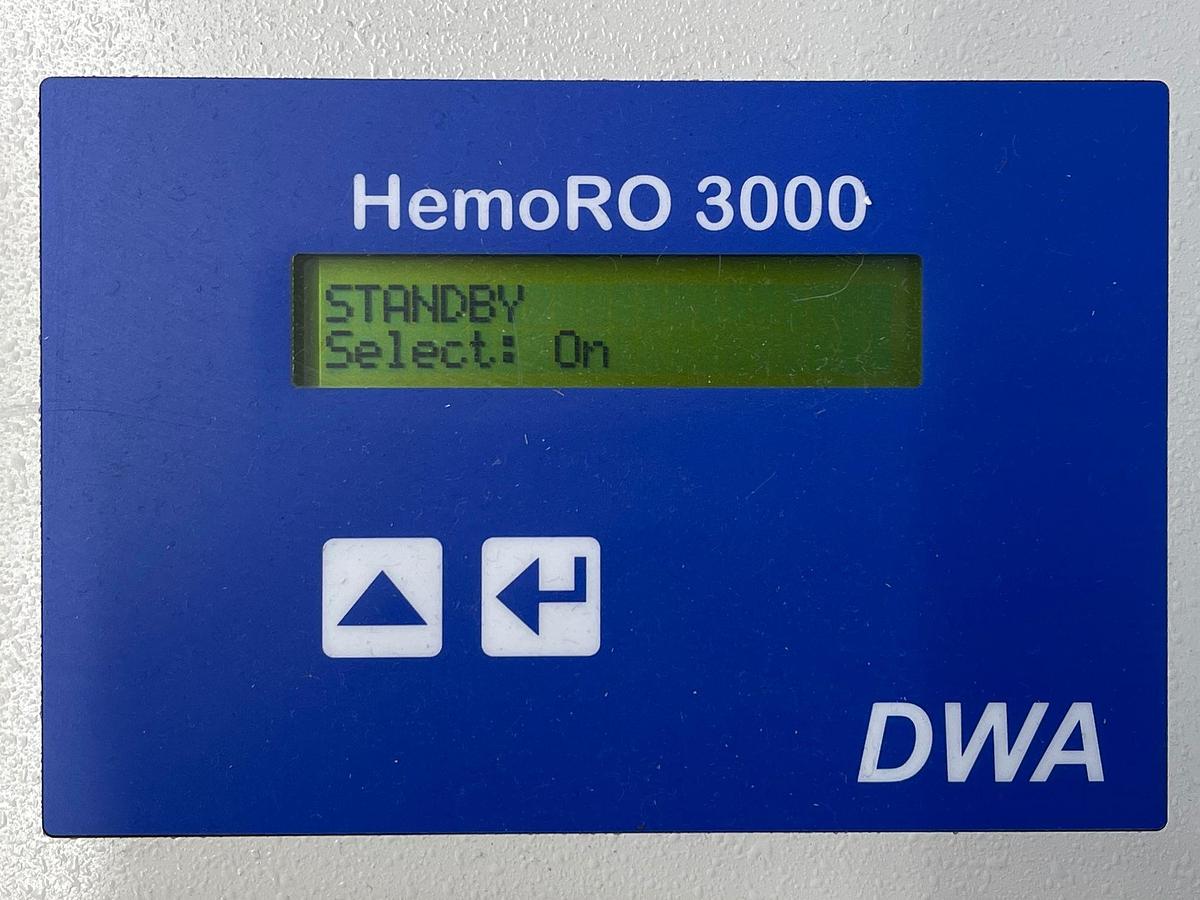 HemoRO 3000
STANDBY
Select: On
DWA